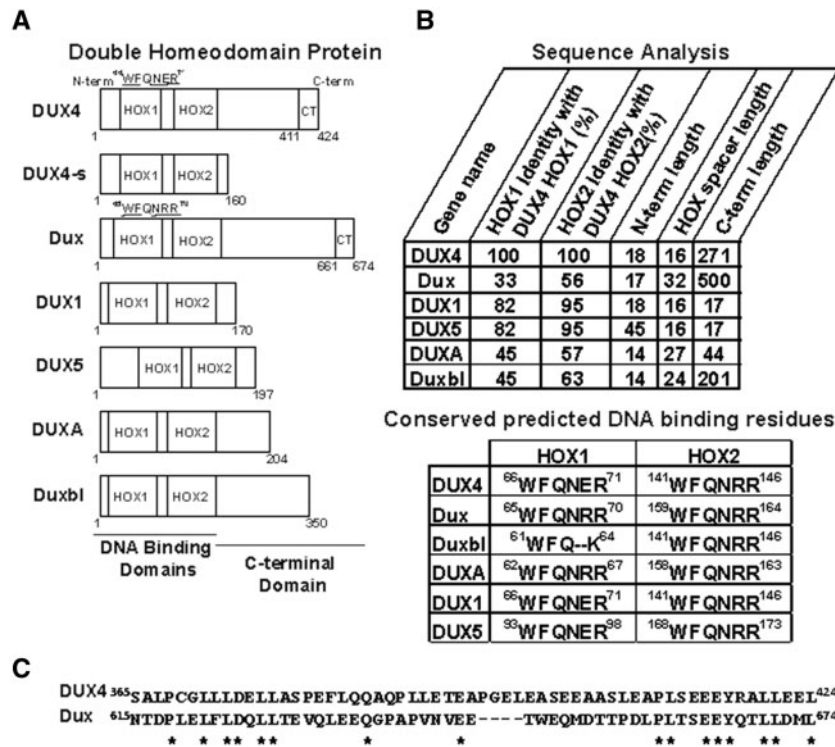 A
Double Homeodomain Protein
N-term ⁶⁶WFQNER⁷¹ C-term
DUX4 HOX1 HOX2 CT
1 411 424
DUX4-s HOX1 HOX2
1 160
⁶⁵WFQNRR⁷⁰
Dux HOX1 HOX2 CT
1 661 674
DUX1 HOX1 HOX2
1 170
DUX5 HOX1 HOX2
1 197
DUXA HOX1 HOX2
1 204
Duxbl HOX1 HOX2
1 350
DNA Binding Domains
C-terminal Domain
B
Sequence Analysis
Gene name
HOX1 Identity with DUX4 HOX1 (%)
HOX2 Identity with DUX4 HOX2(%)
N-term length
HOX spacer length
C-term length
DUX4 100 100 18 16 271
Dux 33 56 17 32 500
DUX1 82 95 18 16 17
DUX5 82 95 45 16 17
DUXA 45 57 14 27 44
Duxbl 45 63 14 24 201
Conserved predicted DNA binding residues
HOX1 HOX2
DUX4 ⁶⁶WFQNER⁷¹ ¹⁴¹WFQNRR¹⁴⁶
Dux ⁶⁵WFQNRR⁷⁰ ¹⁵⁹WFQNRR¹⁶⁴
Duxbl ⁶¹WFQ--K⁶⁴ ¹⁴¹WFQNRR¹⁴⁶
DUXA ⁶²WFQNRR⁶⁷ ¹⁵⁸WFQNRR¹⁶³
DUX1 ⁶⁶WFQNER⁷¹ ¹⁴¹WFQNRR¹⁴⁶
DUX5 ⁹³WFQNER⁹⁸ ¹⁶⁸WFQNRR¹⁷³
C
DUX4 ³⁶⁵SALPCGLLLDELLASPEFLQQAQPLLETEAPGELEASEEAASLEAPLSEEEYRALLEEL⁴²⁴
Dux ⁶¹⁵NTDPLELFLDQLLTEVQLEEQGPAPVNVEE----TWEQMDTTPDLPLTSEEYQTLLDML⁶⁷⁴
* * ** ** * * ** *** ** *